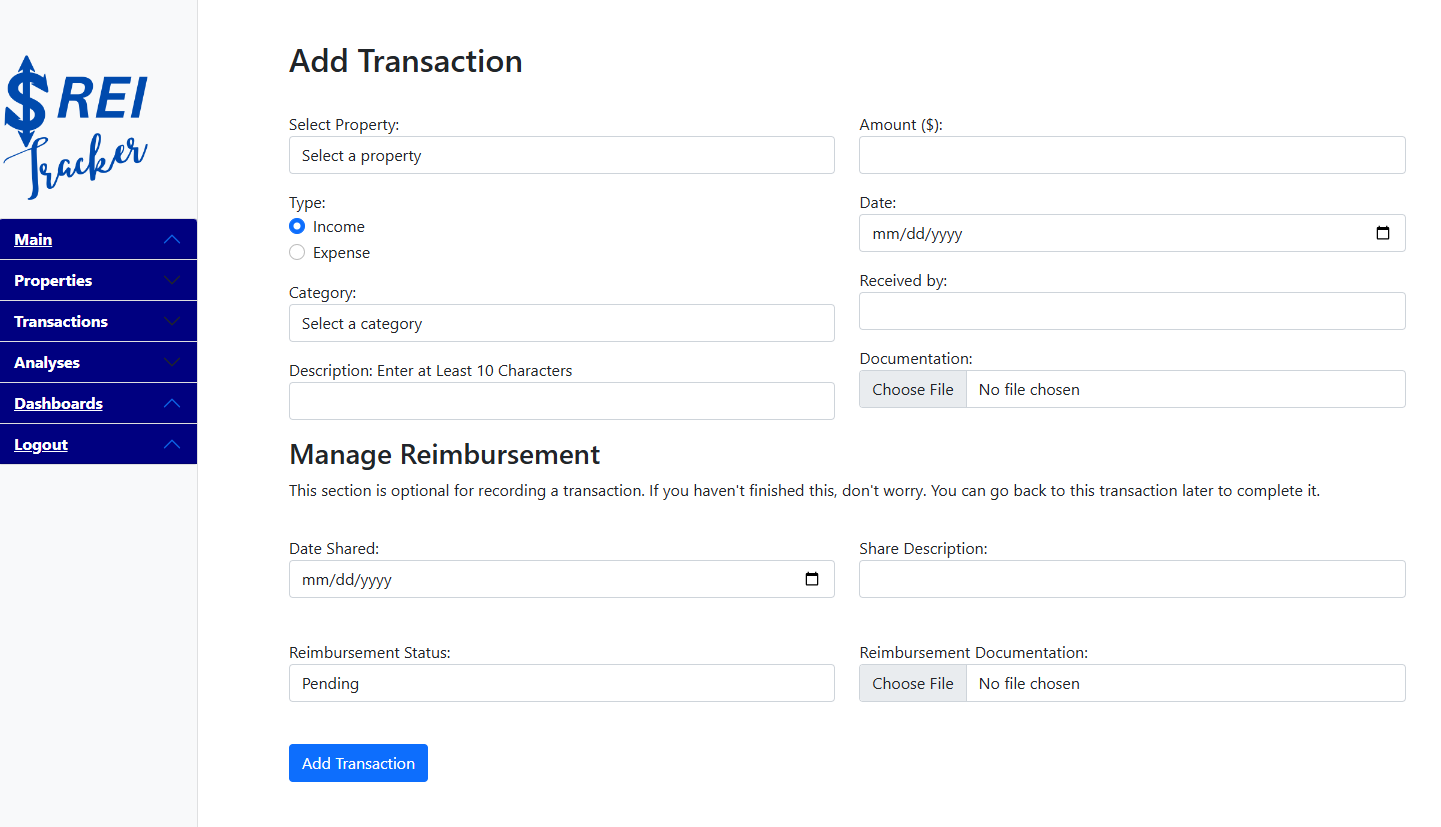 $ REI
Tracker
Main
Properties
Transactions
Analyses
Dashboards
Logout
Add Transaction
Select Property:
Select a property
Type:
Income
Expense
Category:
Select a category
Description: Enter at Least 10 Characters
Amount ($):
Date:
mm/dd/yyyy
Received by:
Documentation:
Choose File No file chosen
Manage Reimbursement
This section is optional for recording a transaction. If you haven't finished this, don't worry. You can go back to this transaction later to complete it.
Date Shared:
mm/dd/yyyy
Share Description:
Reimbursement Status:
Pending
Reimbursement Documentation:
Choose File No file chosen
Add Transaction